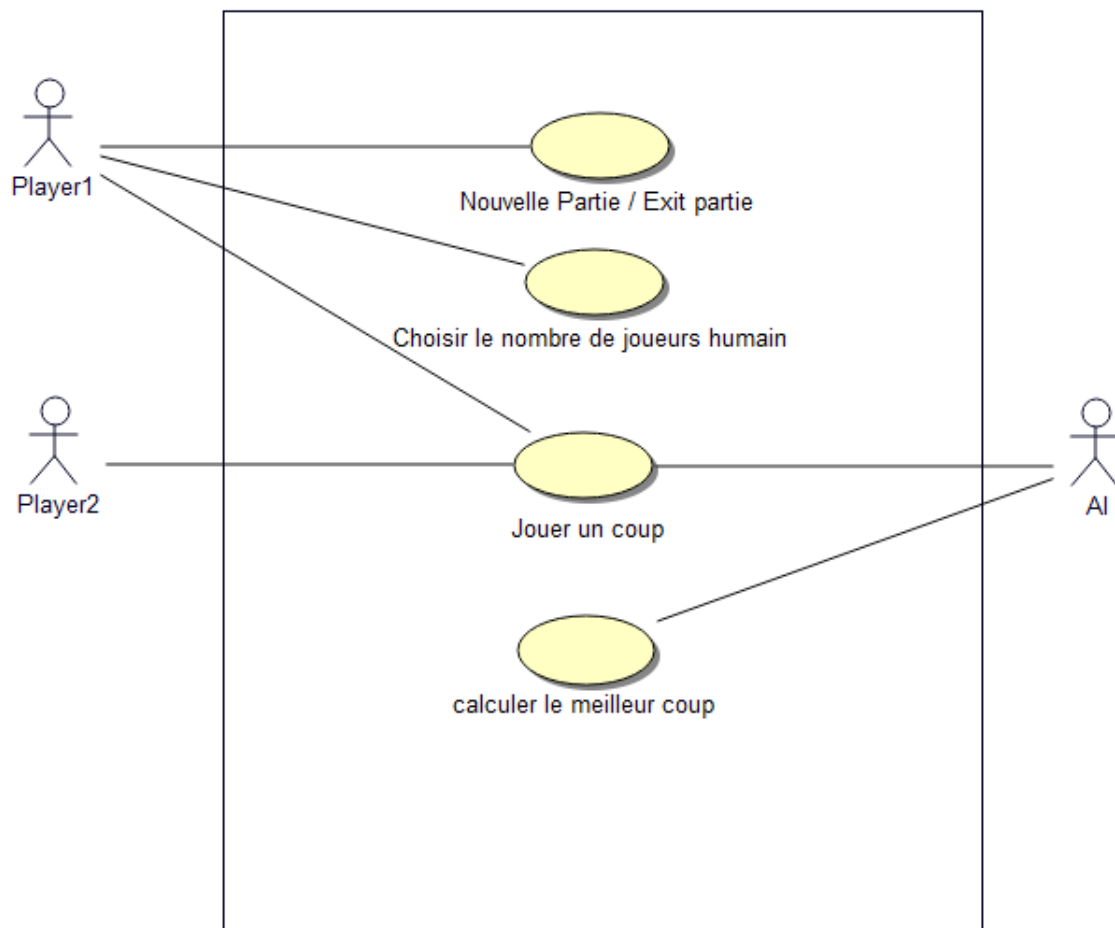 Player1
Nouvelle Partie / Exit partie
Choisir le nombre de joueurs humain
Player2
AI
Jouer un coup
calculer le meilleur coup